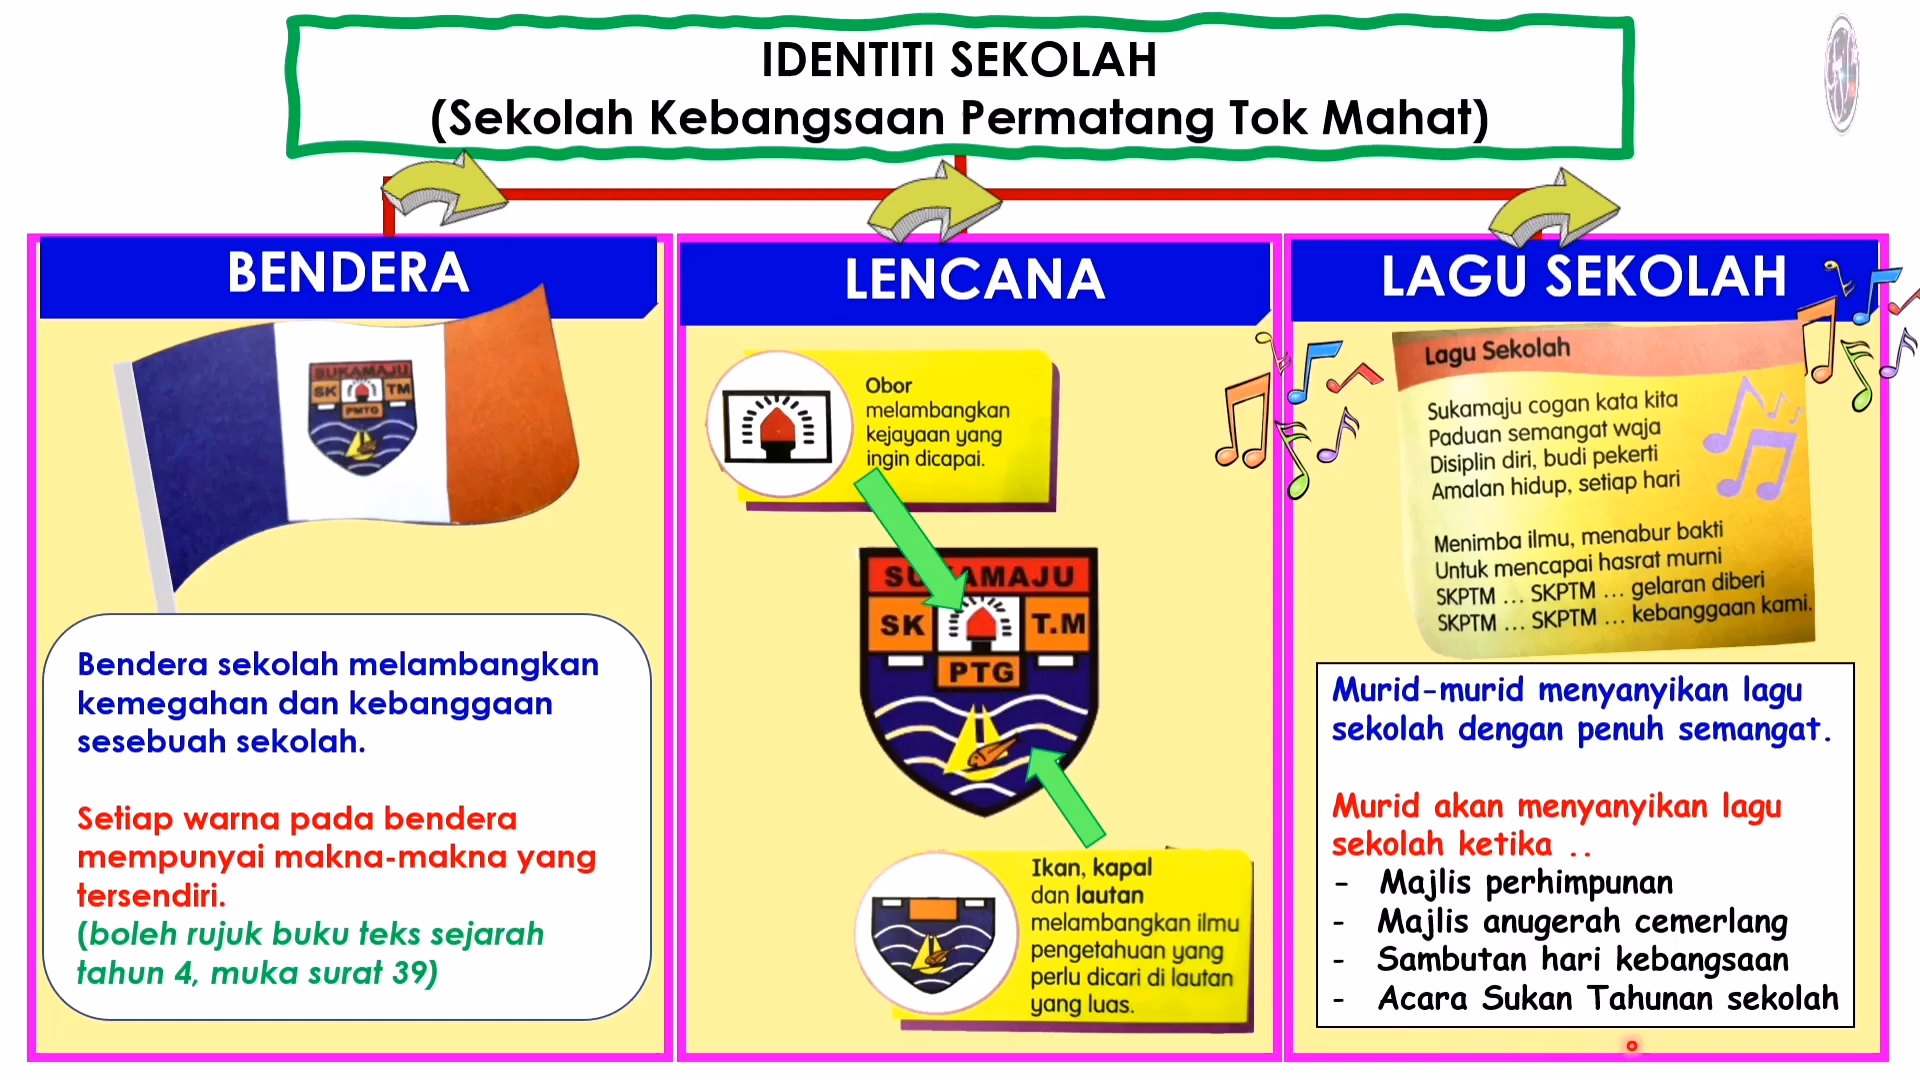 IDENTITI SEKOLAH
(Sekolah Kebangsaan Permatang Tok Mahat)
BENDERA
SUKAMAJU
SK TM
PMTG
Bendera sekolah melambangkan
kemegahan dan kebanggaan
sesebuah sekolah.
Setiap warna pada bendera
mempunyai makna-makna yang
tersendiri.
(boleh rujuk buku teks sejarah
tahun 4, muka surat 39)
LENCANA
Obor
melambangkan
kejayaan yang
ingin dicapai.
SUKAMAJU
SK T.M
PTG
Ikan, kapal
dan lautan
melambangkan ilmu
pengetahuan yang
perlu dicari di lautan
yang luas.
LAGU SEKOLAH
Lagu Sekolah
Sukamaju cogan kata kita
Paduan semangat waja
Disiplin diri, budi pekerti
Amalan hidup, setiap hari
Menimba ilmu, menabur bakti
Untuk mencapai hasrat murni
SKPTM ... SKPTM ... gelaran diberi
SKPTM ... SKPTM ... kebanggaan kami.
Murid-murid menyanyikan lagu
sekolah dengan penuh semangat.
Murid akan menyanyikan lagu
sekolah ketika ..
- Majlis perhimpunan
- Majlis anugerah cemerlang
- Sambutan hari kebangsaan
- Acara Sukan Tahunan sekolah